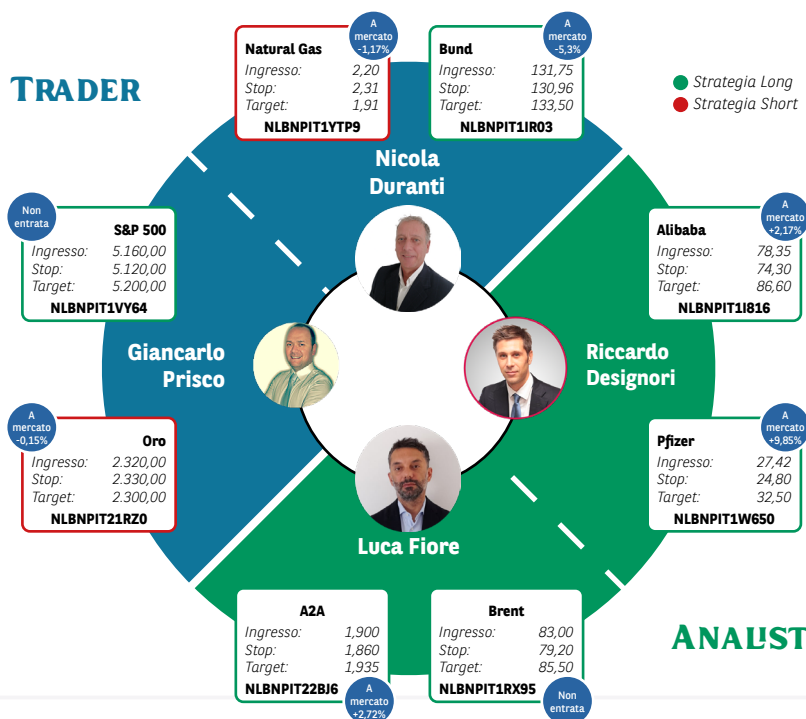 TRADER
Natural Gas
A mercato -1,17%
Ingresso: 2,20
Stop: 2,31
Target: 1,91
NLBNPIT1YTP9
Bund
A mercato -5,3%
Ingresso: 131,75
Stop: 130,96
Target: 133,50
NLBNPIT1IR03
Strategia Long
Strategia Short
Nicola
Duranti
Non entrata
S&P 500
Ingresso: 5.160,00
Stop: 5.120,00
Target: 5.200,00
NLBNPIT1VY64
Alibaba
A mercato +2,17%
Ingresso: 78,35
Stop: 74,30
Target: 86,60
NLBNPIT1I816
Giancarlo
Prisco
Riccardo
Designori
A mercato -0,15%
Oro
Ingresso: 2.320,00
Stop: 2.330,00
Target: 2.300,00
NLBNPIT21RZ0
Pfizer
A mercato +9,85%
Ingresso: 27,42
Stop: 24,80
Target: 32,50
NLBNPIT1W650
Luca Fiore
A2A
Ingresso: 1,900
Stop: 1,860
Target: 1,935
NLBNPIT22BJ6
A mercato +2,72%
Brent
Ingresso: 83,00
Stop: 79,20
Target: 85,50
NLBNPIT1RX95
Non entrata
ANALIST